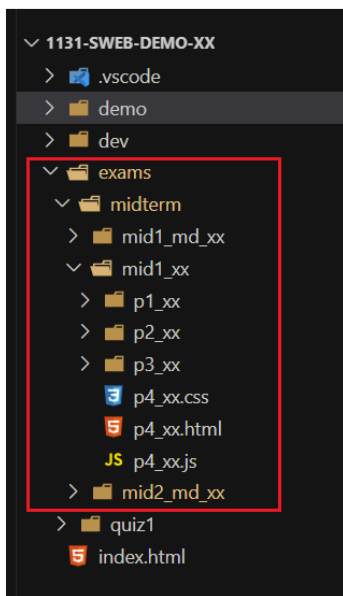 1131-SWEB-DEMO-XX
.vscode
demo
dev
exams
midterm
mid1_md_xx
mid1_xx
p1_xx
p2_xx
p3_xx
p4_xx.css
p4_xx.html
JS p4_xx.js
mid2_md_xx
quiz1
index.html